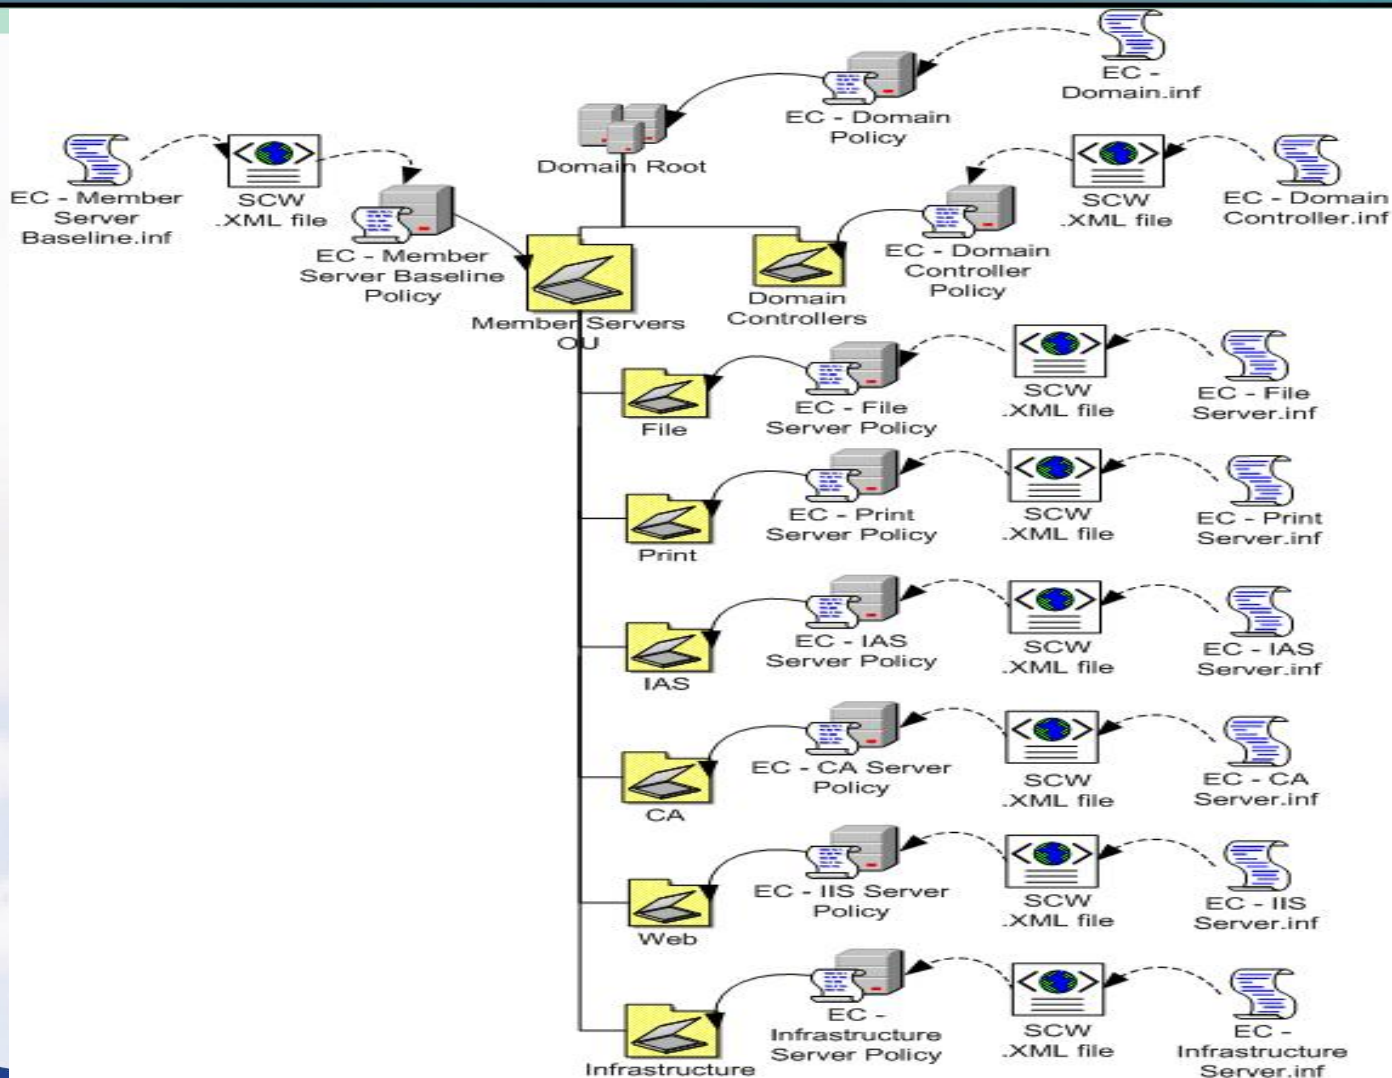 EC -
Domain.inf
EC - Domain
Policy
Domain Root
EC - Member
Server
Baseline.inf
SCW
.XML file
EC - Member
Server Baseline
Policy
SCW
.XML file
EC - Domain
Controller.inf
EC - Domain
Controller
Policy
Member Servers
OU
Domain
Controllers
File
EC - File
Server Policy
SCW
.XML file
EC - File
Server.inf
Print
EC - Print
Server Policy
SCW
.XML file
EC - Print
Server.inf
IAS
EC - IAS
Server Policy
SCW
.XML file
EC - IAS
Server.inf
CA
EC - CA Server
Policy
SCW
.XML file
EC - CA
Server.inf
Web
EC - IIS Server
Policy
SCW
.XML file
EC - IIS
Server.inf
Infrastructure
EC -
Infrastructure
Server Policy
SCW
.XML file
EC -
Infrastructure
Server.inf